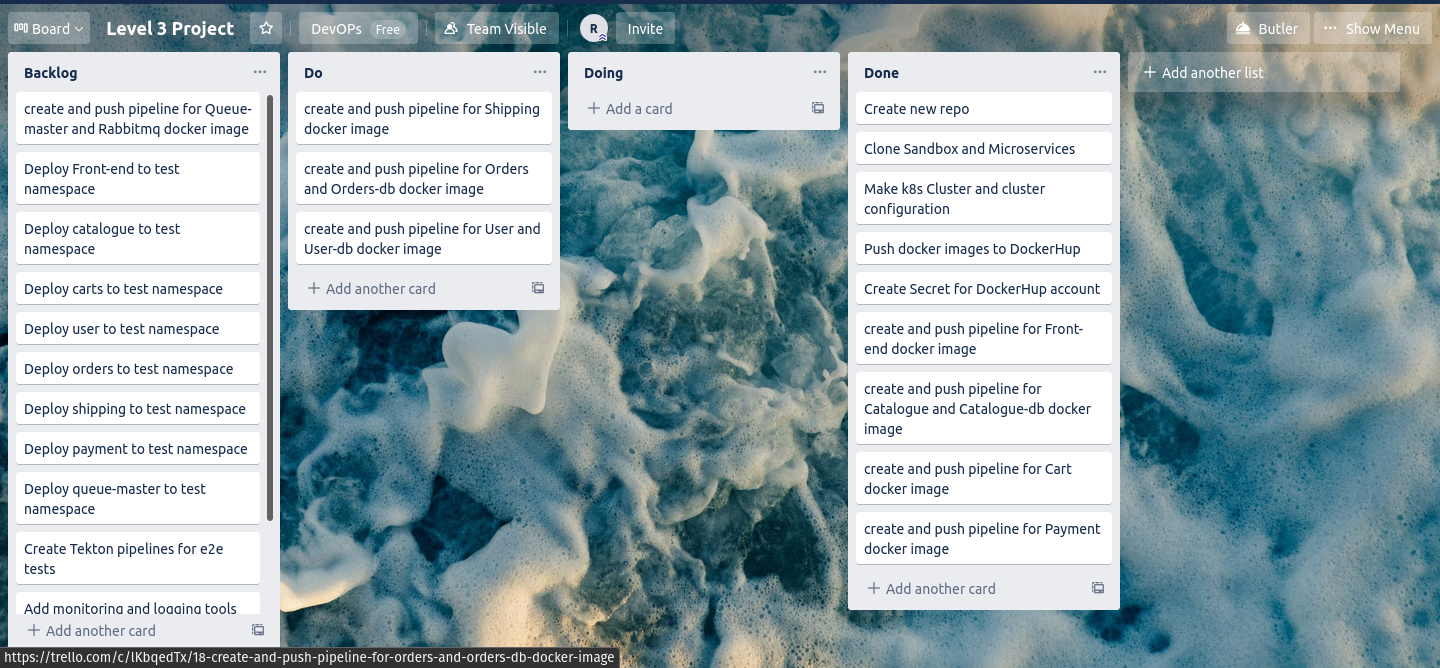 Board
Level 3 Project
DevOPs Free
Team Visible
R
Invite
Butler
Show Menu
Backlog
create and push pipeline for Queue-
master and Rabbitmq docker image
Deploy Front-end to test
namespace
Deploy catalogue to test
namespace
Deploy carts to test namespace
Deploy user to test namespace
Deploy orders to test namespace
Deploy shipping to test namespace
Deploy payment to test namespace
Deploy queue-master to test
namespace
Create Tekton pipelines for e2e
tests
Add monitoring and logging tools
+ Add another card
Do
create and push pipeline for Shipping
docker image
create and push pipeline for Orders
and Orders-db docker image
create and push pipeline for User and
User-db docker image
+ Add another card
Doing
+ Add a card
Done
Create new repo
Clone Sandbox and Microservices
Make k8s Cluster and cluster
configuration
Push docker images to DockerHup
Create Secret for DockerHup account
create and push pipeline for Front-
end docker image
create and push pipeline for
Catalogue and Catalogue-db docker
image
create and push pipeline for Cart
docker image
create and push pipeline for Payment
docker image
+ Add another card
+ Add another list
https://trello.com/c/lKbqedTx/18-create-and-push-pipeline-for-orders-and-orders-db-docker-image